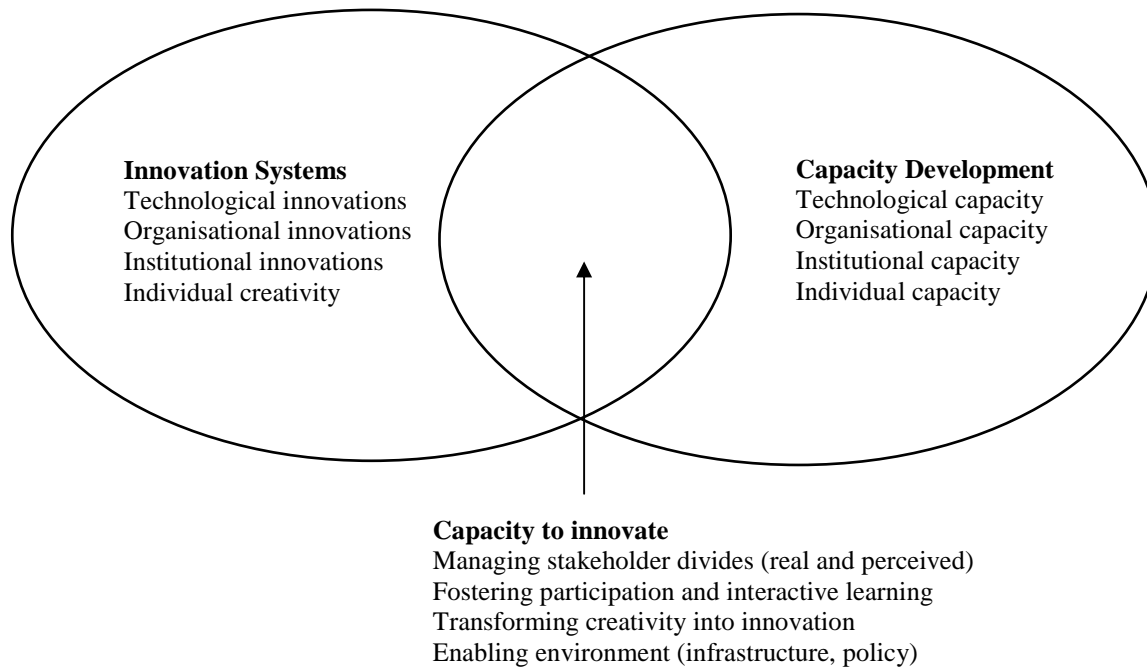 Innovation Systems
Technological innovations
Organisational innovations
Institutional innovations
Individual creativity
Capacity Development
Technological capacity
Organisational capacity
Institutional capacity
Individual capacity
Capacity to innovate
Managing stakeholder divides (real and perceived)
Fostering participation and interactive learning
Transforming creativity into innovation
Enabling environment (infrastructure, policy)